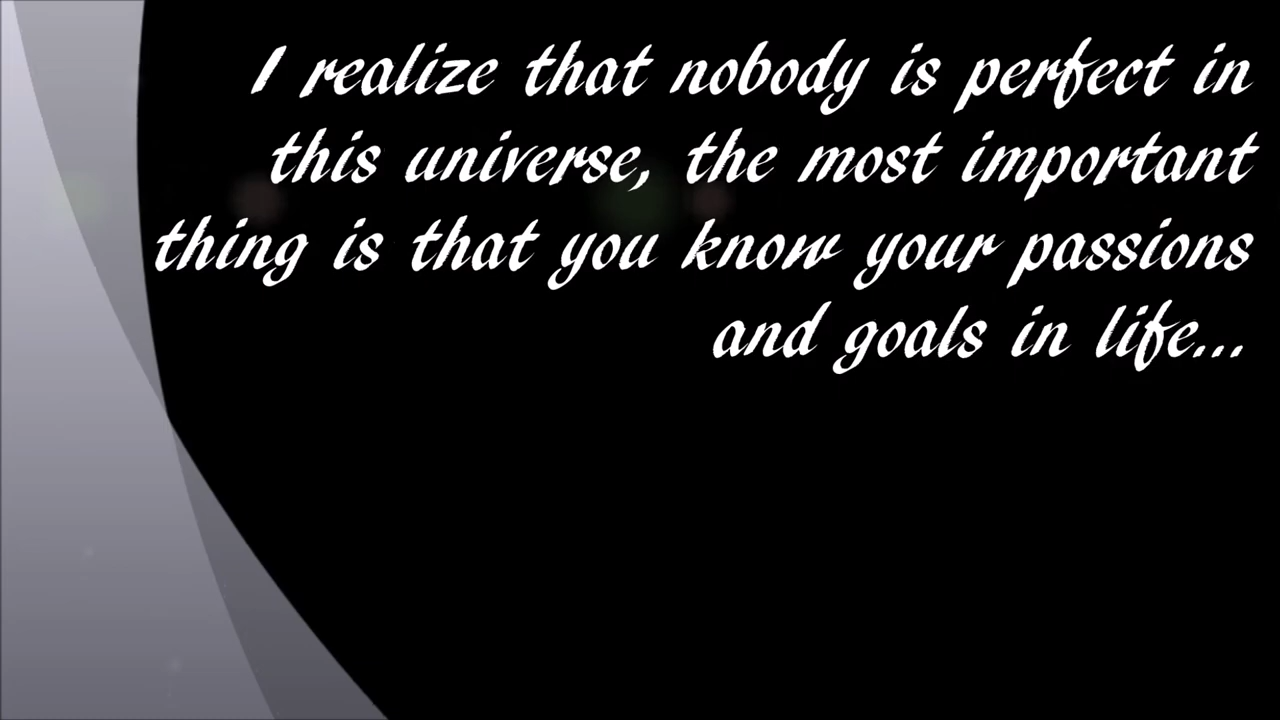 I realize that nobody is perfect in
this universe, the most important
thing is that you know your passions
and goals in life...